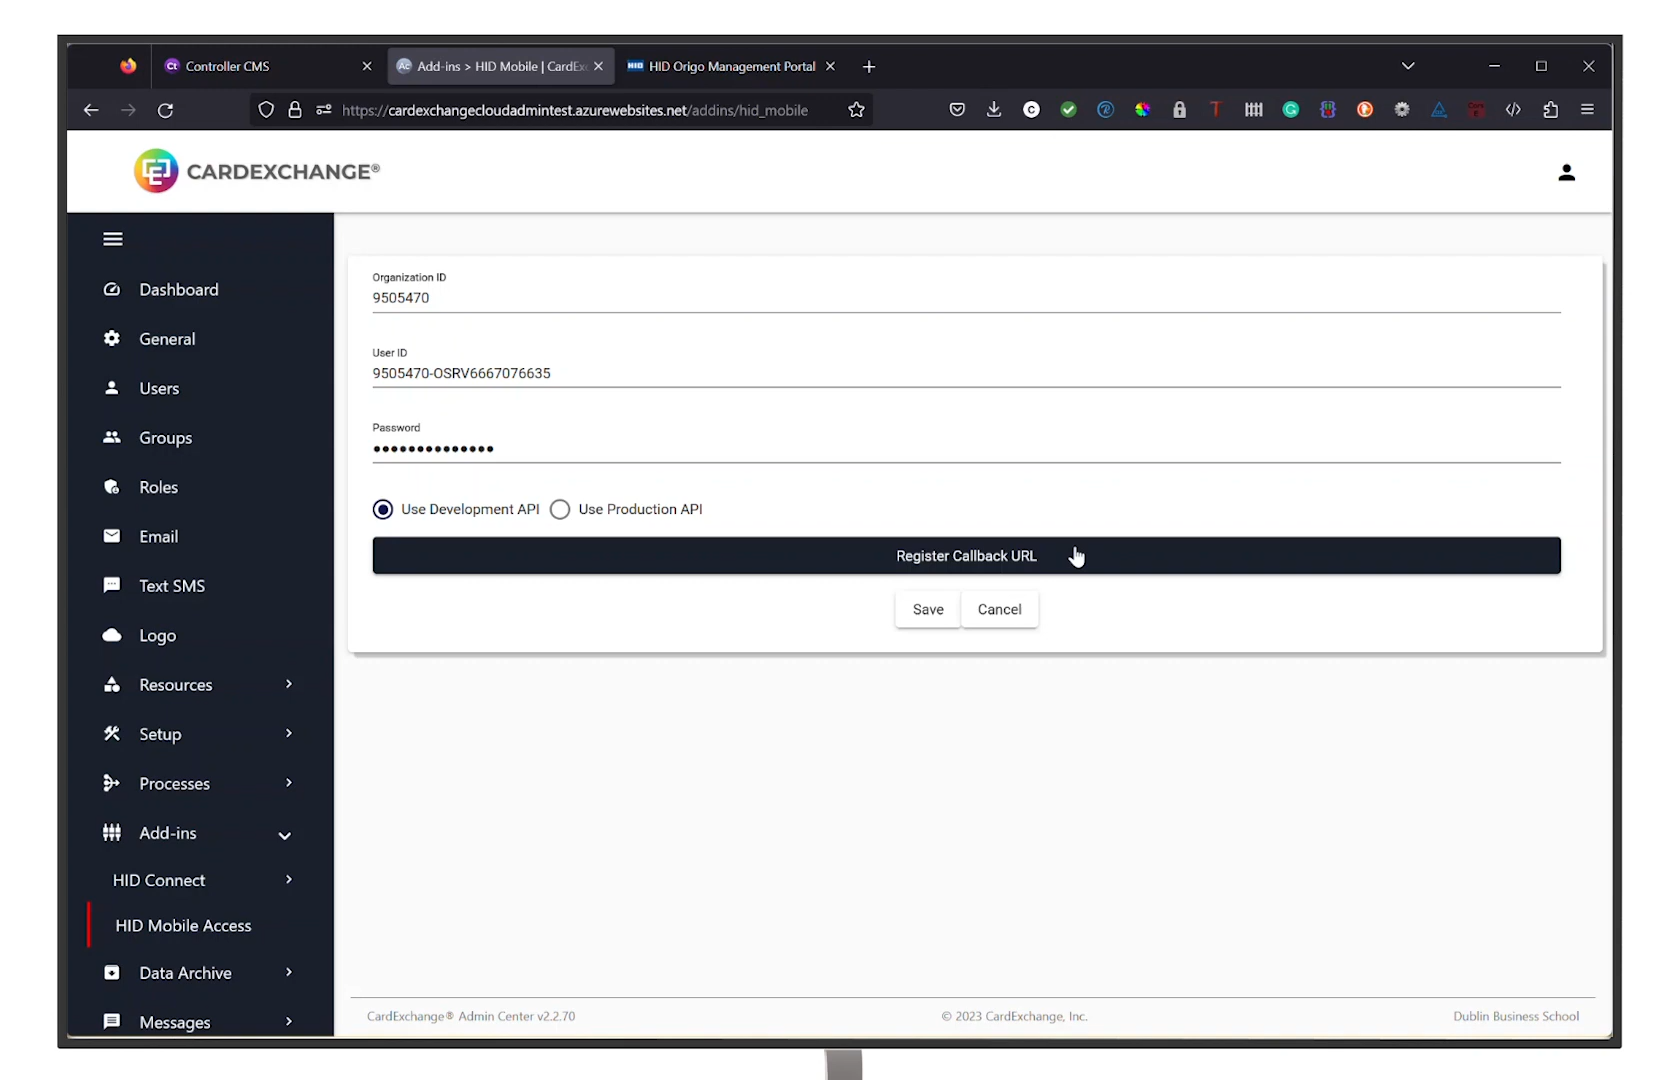 Controller CMS
Add-ins > HID Mobile | CardEx
HID Origo Management Portal
https://cardexchangecloudadmintest.azurewebsites.net/addins/hid_mobile
CARDEXCHANGE®
Dashboard
General
Users
Groups
Roles
Email
Text SMS
Logo
Resources
Setup
Processes
Add-ins
HID Connect
HID Mobile Access
Data Archive
Messages
Organization ID
9505470
User ID
9505470-OSRV6667076635
Password
Use Development API
Use Production API
Register Callback URL
Save
Cancel
CardExchange® Admin Center v2.2.70
© 2023 CardExchange, Inc.
Dublin Business School